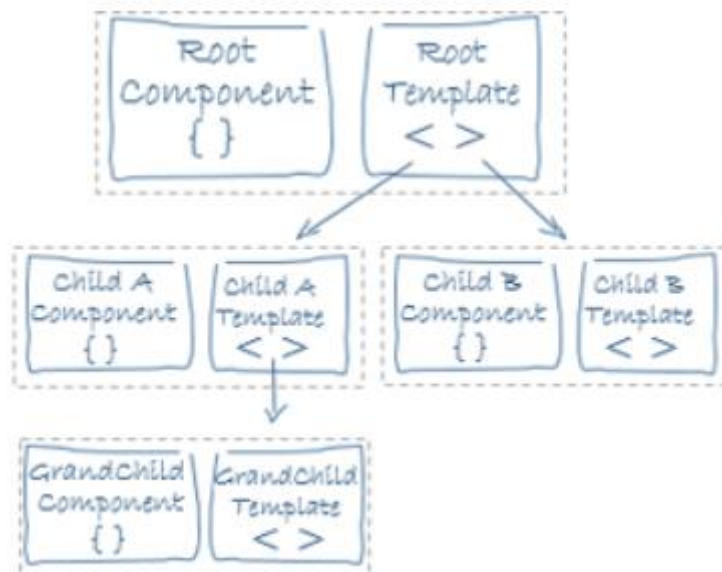 Root
Component
{ }
Root
Template
< >
Child A
Component
{ }
Child A
Template
< >
Child B
Component
{ }
Child B
Template
< >
GrandChild
Component
{ }
GrandChild
Template
< >